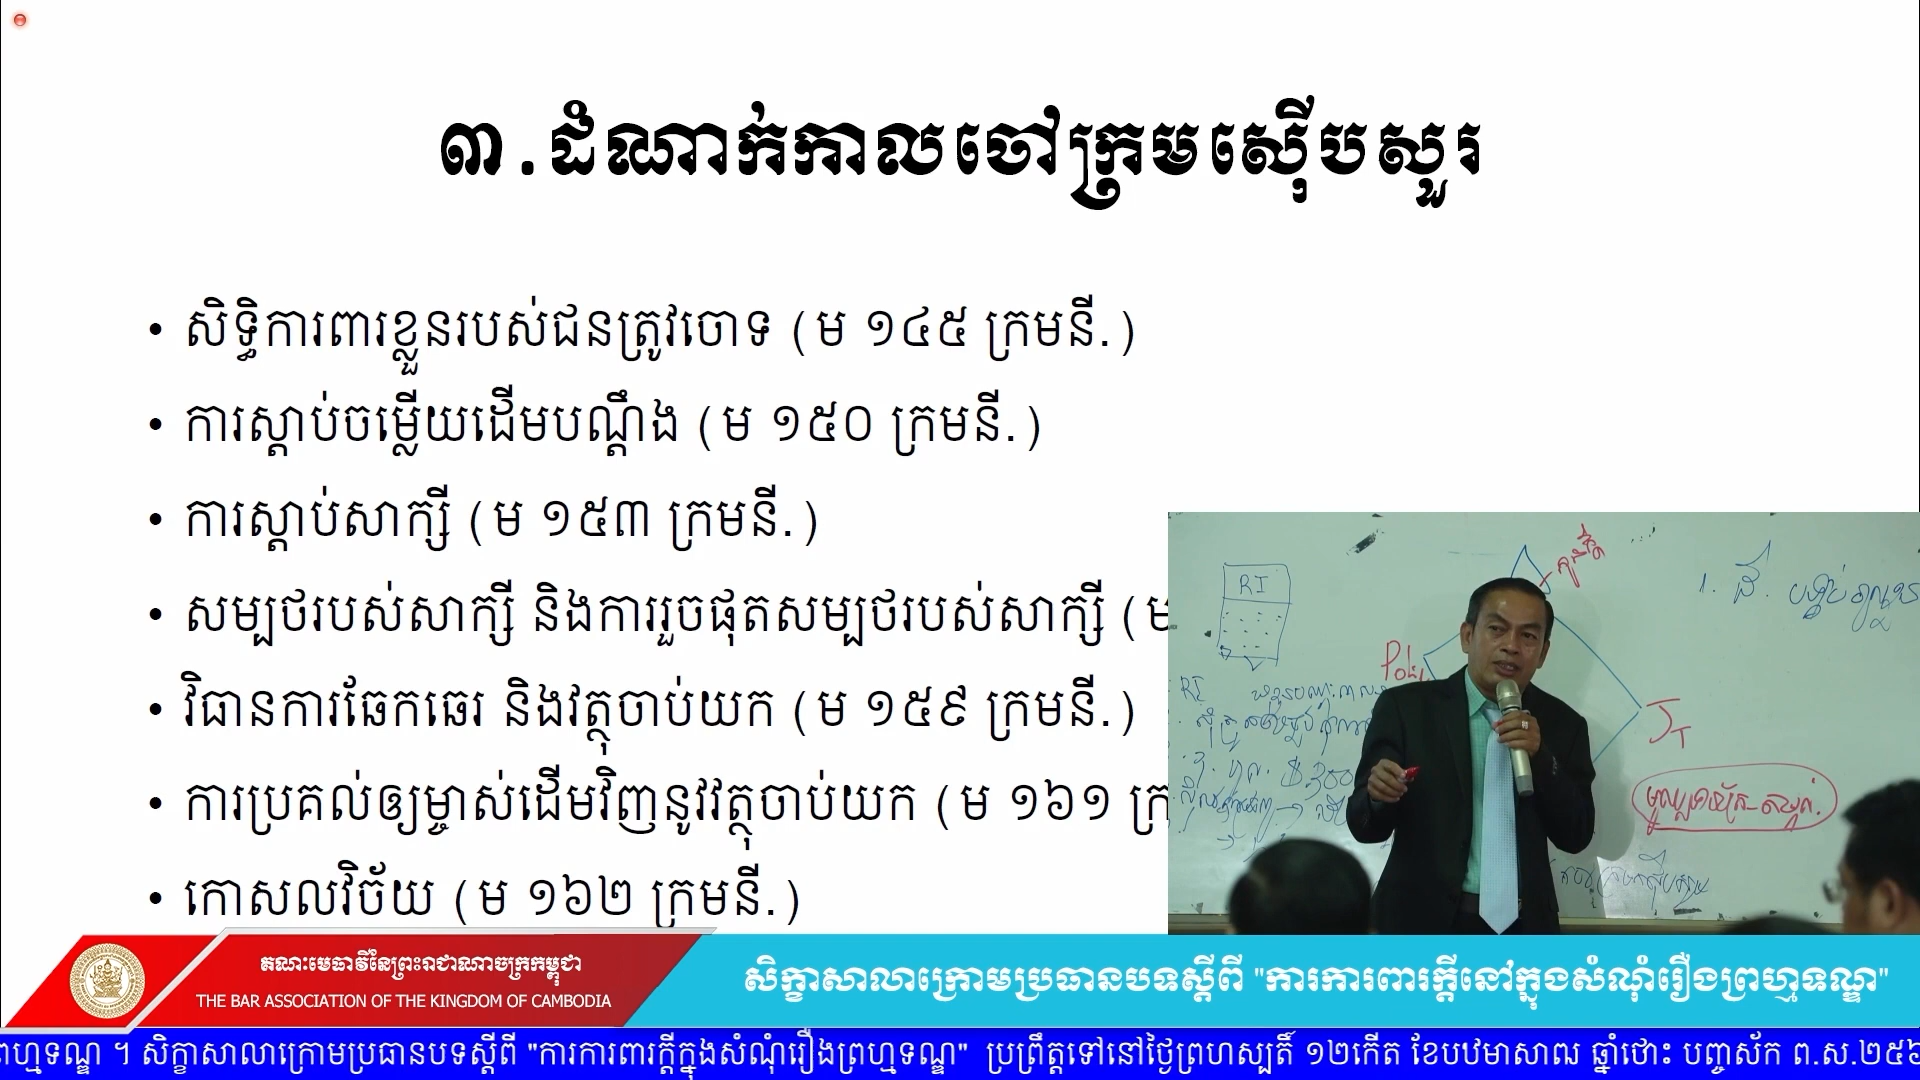 ៣.ដំណាក់កាលចៅក្រមស៊ើបសួរ
• សិទ្ធិការពារខ្លួនរបស់ជនត្រូវចោទ (ម ១៤៥ ក្រមនី.)
• ការស្តាប់ចម្លើយដើមបណ្តឹង (ម ១៥០ ក្រមនី.)
• ការស្តាប់សាក្សី (ម ១៥៣ ក្រមនី.)
• សម្បថរបស់សាក្សី និងការរួចផុតសម្បថរបស់សាក្សី (ម
• វិធានការឆែកឆេរ និងវត្ថុចាប់យក (ម ១៥៩ ក្រមនី.)
• ការប្រគល់ឲ្យម្ចាស់ដើមវិញនូវវត្ថុចាប់យក (ម ១៦១ ក្រ
• កោសលវិច័យ (ម ១៦២ ក្រមនី.)
RI
RI
JT
គណៈមេធាវីនៃព្រះរាជាណាចក្រកម្ពុជា
THE BAR ASSOCIATION OF THE KINGDOM OF CAMBODIA
សិក្ខាសាលាក្រោមប្រធានបទស្តីពី "ការការពារក្តីនៅក្នុងសំណុំរឿងព្រហ្មទណ្ឌ"
ពហ្មទណ្ឌ ។ សិក្ខាសាលាក្រោមប្រធានបទស្តីពី "ការការពារក្តីក្នុងសំណុំរឿងព្រហ្មទណ្ឌ" ប្រព្រឹត្តទៅនៅថ្ងៃព្រហស្បតិ៍ ១២កើត ខែបឋមាសាឍ ឆ្នាំថោះ បញ្ចស័ក ព.ស.២៥៦